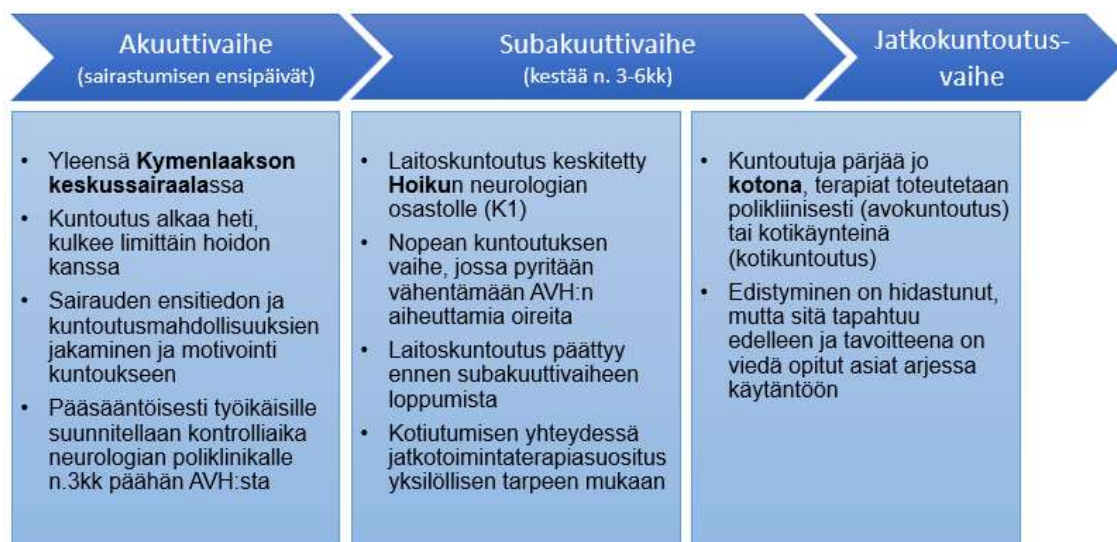 Akuuttivaihe
(sairastumisen ensipäivät)
Subakuuttivaihe
(kestää n. 3-6kk)
Jatkokuntoutus-
vaihe
• Yleensä Kymenlaakson
keskussairaalassa
• Kuntoutus alkaa heti,
kulkee limittäin hoidon
kanssa
• Sairauden ensitiedon ja
kuntoutusmahdollisuuksien
jakaminen ja motivointi
kuntoukseen
• Pääsääntöisesti työikäisille
suunnitellaan kontrolliaika
neurologian poliklinikalle
n.3kk päähän AVH:sta
• Laitoskuntoutus keskitetty
Hoikun neurologian
osastolle (K1)
• Nopean kuntoutuksen
vaihe, jossa pyritään
vähentämään AVH:n
aiheuttamia oireita
• Laitoskuntoutus päättyy
ennen subakuuttivaiheen
loppumista
• Kotiutumisen yhteydessä
jatkotoimintaterapiasuositus
yksilöllisen tarpeen mukaan
• Kuntoutuja pärjää jo
kotona, terapiat toteutetaan
polikliinisesti (avokuntoutus)
tai kotikäynteinä
(kotikuntoutus)
• Edistyminen on hidastunut,
mutta sitä tapahtuu
edelleen ja tavoitteena on
viedä opitut asiat arjessa
käytäntöön